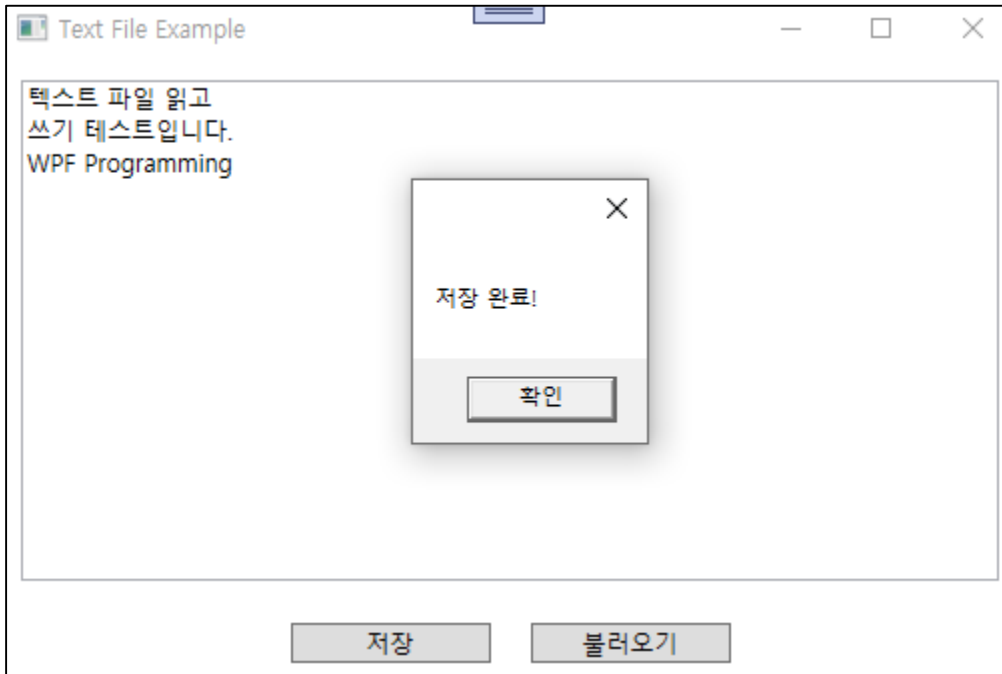 Text File Example
텍스트 파일 읽고
쓰기 테스트입니다.
WPF Programming
저장 완료!
확인
저장
불러오기